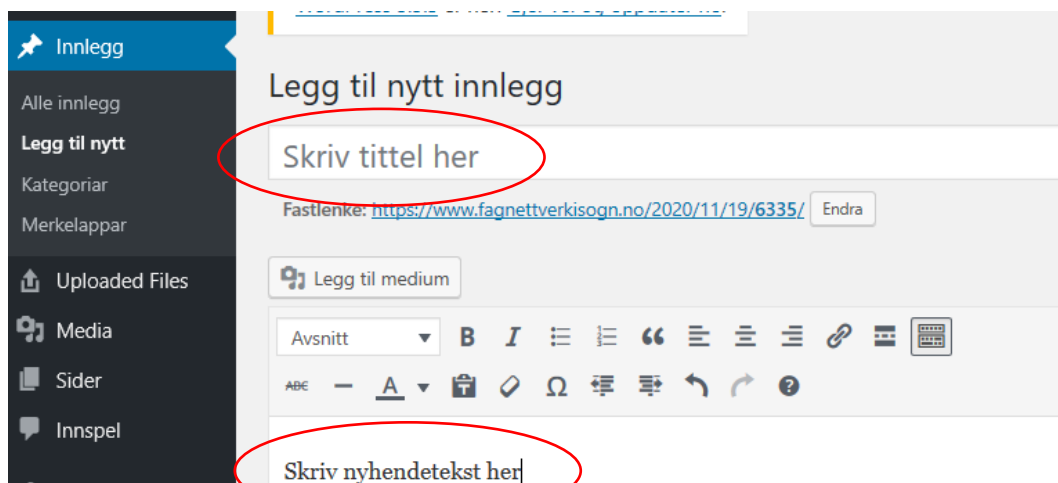 Innlegg
Alle innlegg
Legg til nytt
Kategoriar
Merkelappar
Uploaded Files
Media
Sider
Innspel
Legg til nytt innlegg
Skriv tittel her
Fastlenke: https://www.fagnettverkisogn.no/2020/11/19/6335/ Endra
Legg til medium
Avsnitt B I
ABC A Ω
Skriv nyhendetekst her